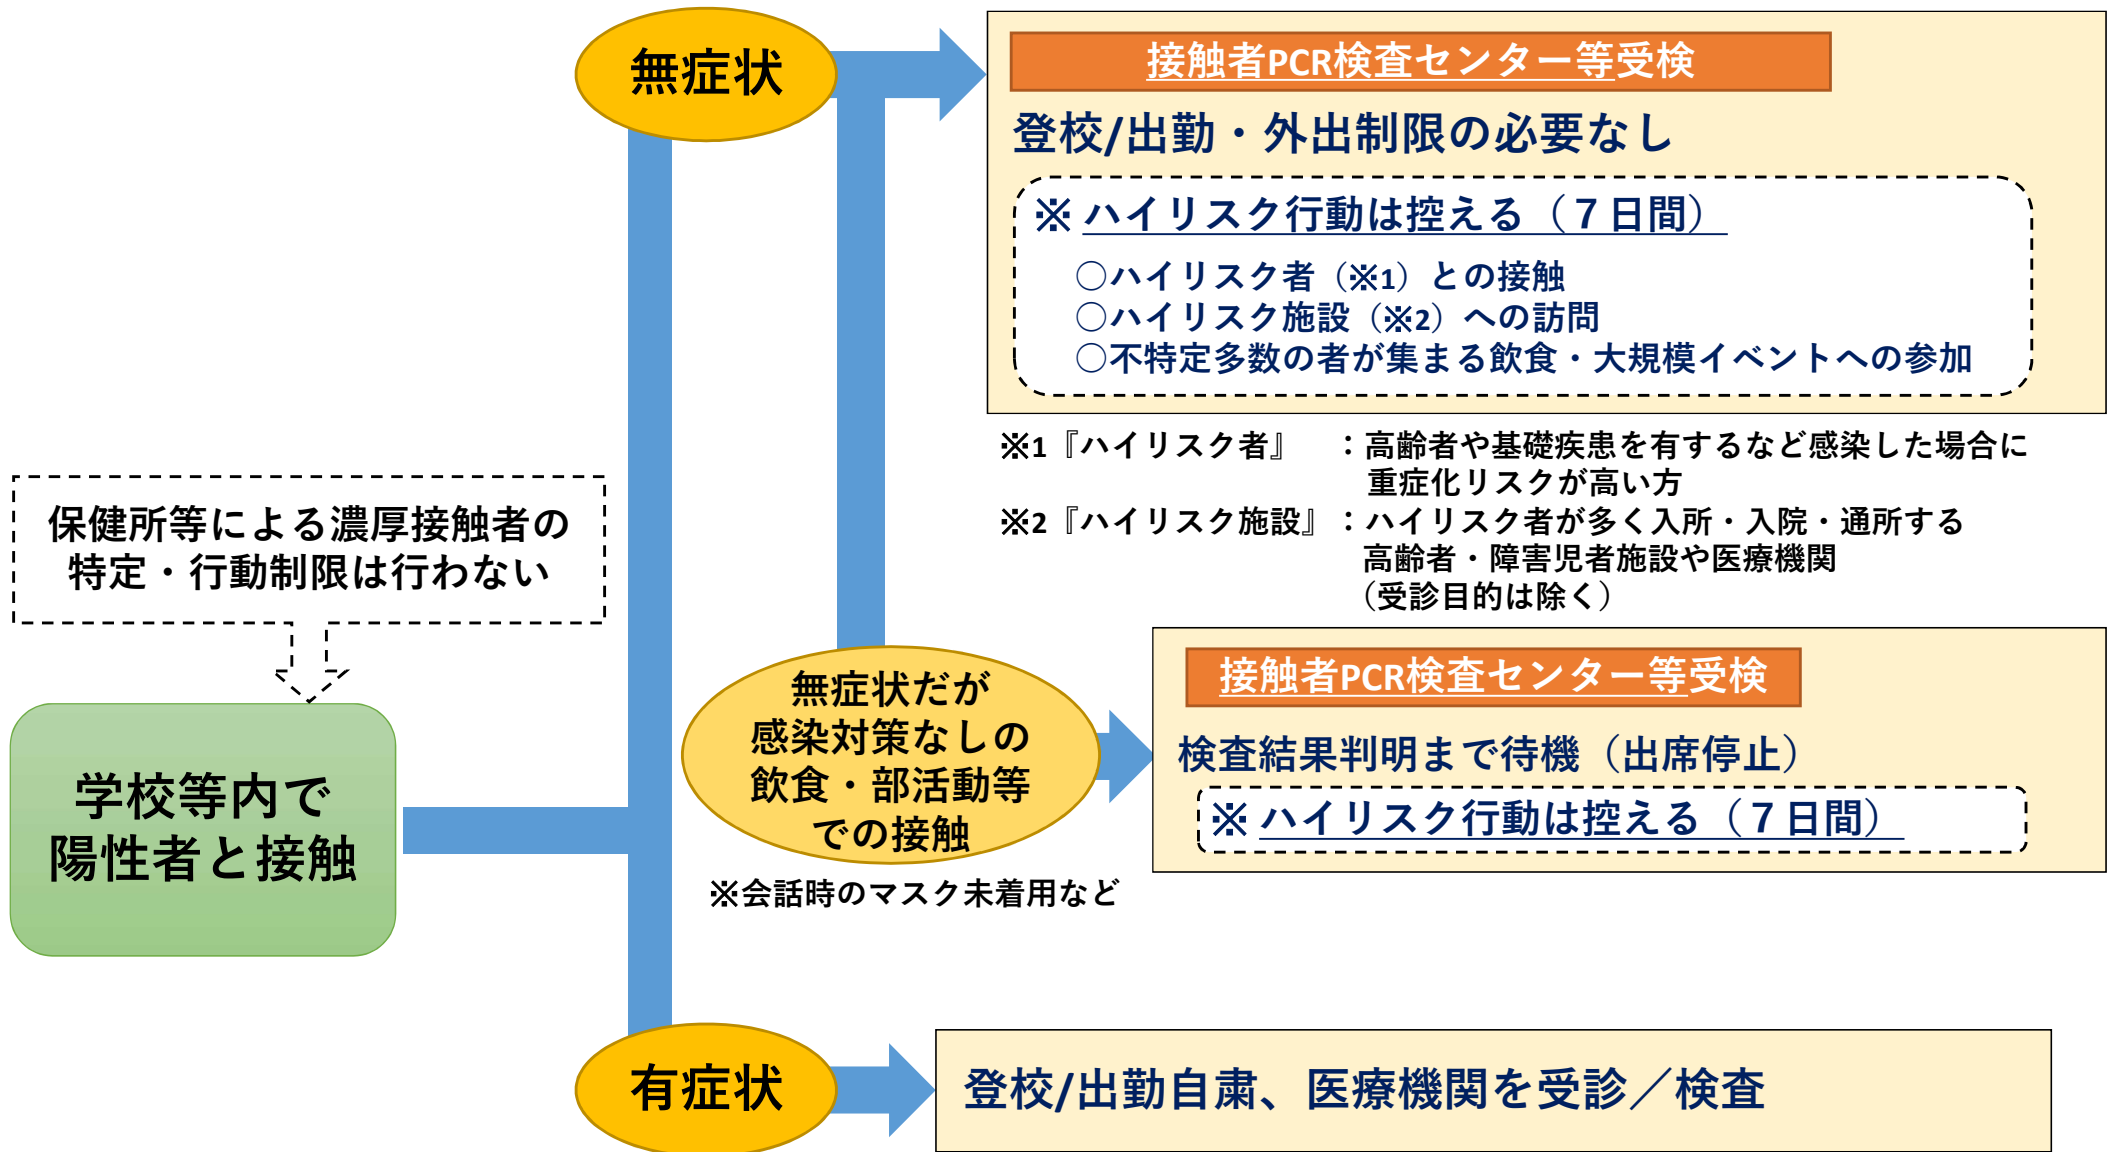 無症状
接触者PCR検査センター等受検
登校/出勤・外出制限の必要なし
※ ハイリスク行動は控える（７日間）
○ハイリスク者（※1）との接触
○ハイリスク施設（※2）への訪問
○不特定多数の者が集まる飲食・大規模イベントへの参加
※1『ハイリスク者』　：高齢者や基礎疾患を有するなど感染した場合に
重症化リスクが高い方
※2『ハイリスク施設』：ハイリスク者が多く入所・入院・通所する
高齢者・障害児者施設や医療機関
（受診目的は除く）
保健所等による濃厚接触者の
特定・行動制限は行わない
学校等内で
陽性者と接触
無症状だが
感染対策なしの
飲食・部活動等
での接触
※会話時のマスク未着用など
接触者PCR検査センター等受検
検査結果判明まで待機（出席停止）
※ ハイリスク行動は控える（７日間）
有症状
登校/出勤自粛、医療機関を受診／検査